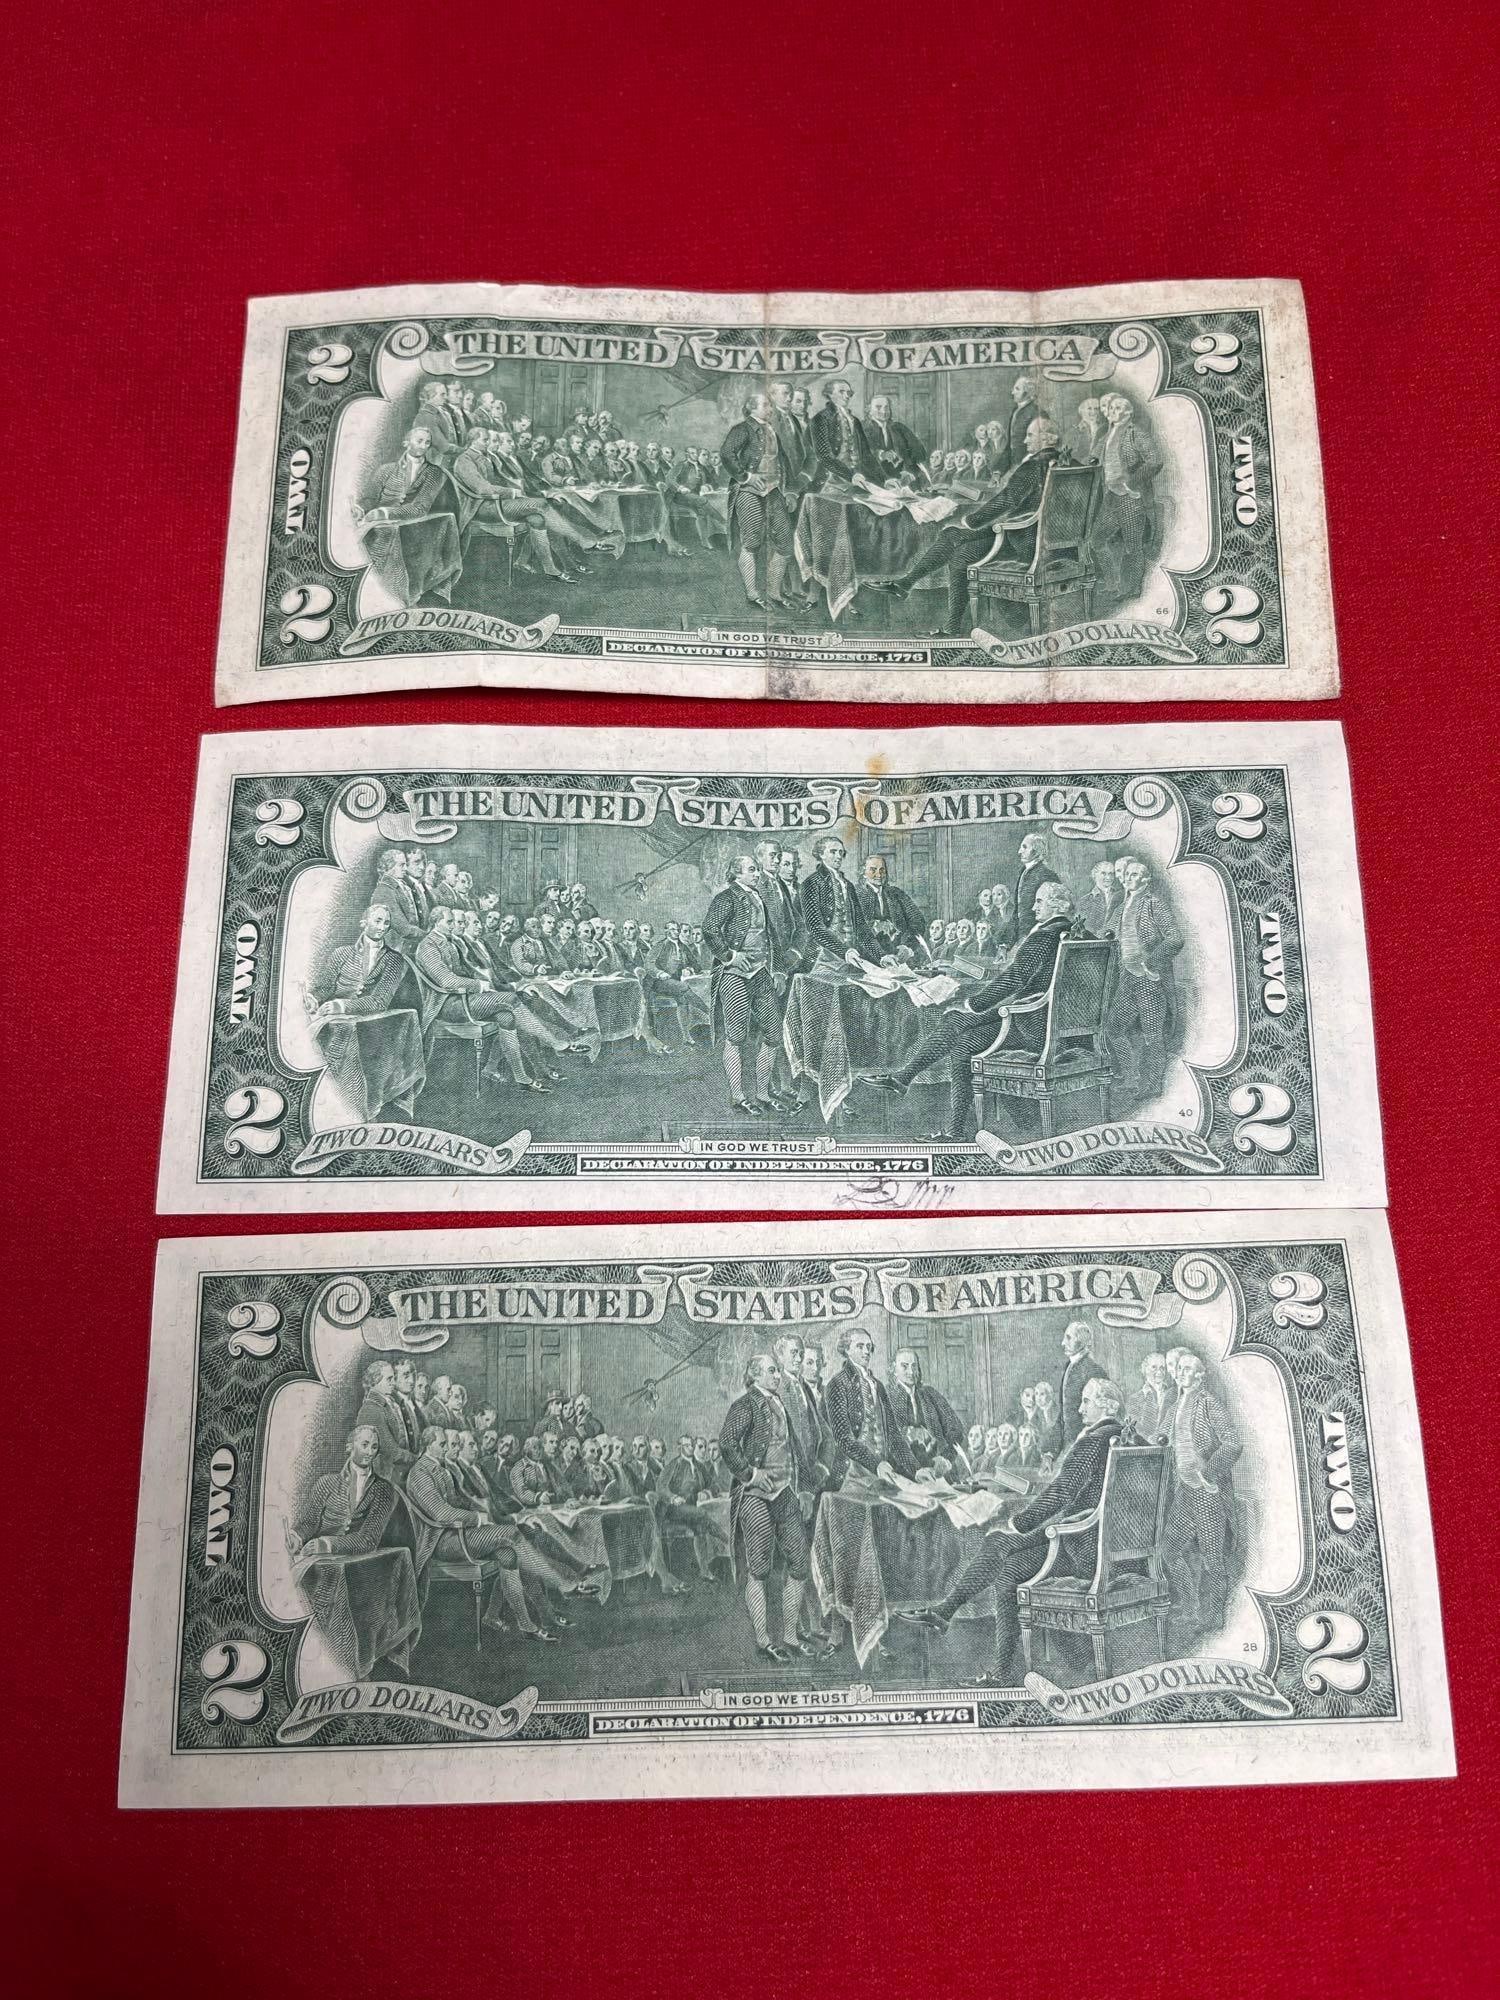 2 THE UNITED STATES OF AMERICA 2
TWO TWO
66
2 TWO DOLLARS IN GOD WE TRUST TWO DOLLARS 2
DECLARATION OF INDEPENDENCE, 1776
2 THE UNITED STATES OF AMERICA 2
TWO TWO
40
2 TWO DOLLARS IN GOD WE TRUST TWO DOLLARS 2
DECLARATION OF INDEPENDENCE, 1776
2 THE UNITED STATES OF AMERICA 2
TWO TWO
28
2 TWO DOLLARS IN GOD WE TRUST TWO DOLLARS 2
DECLARATION OF INDEPENDENCE, 1776